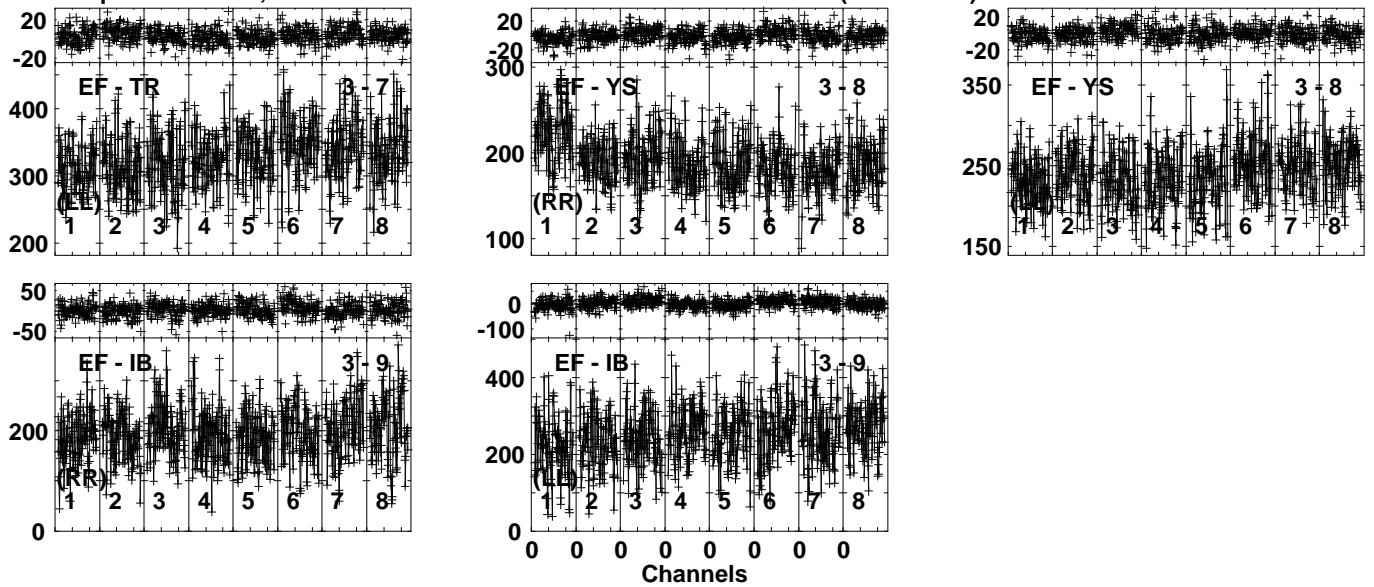 20
-20
EF - TR 3 - 7
400
300
(LL)
1 2 3 4 5 6 7 8
200
20
-20
300
EF - YS 3 - 8
200
(RR)
1 2 3 4 5 6 7 8
100
20
-20
350
EF - YS 3 - 8
250
1 2 3 4 5 6 7 8
150
50
-50
EF - IB 3 - 9
200
(RR)
1 2 3 4 5 6 7 8
0
0
-100
EF - IB 3 - 9
400
200
(LL)
1 2 3 4 5 6 7 8
0
0 0 0 0 0 0 0 0
Channels